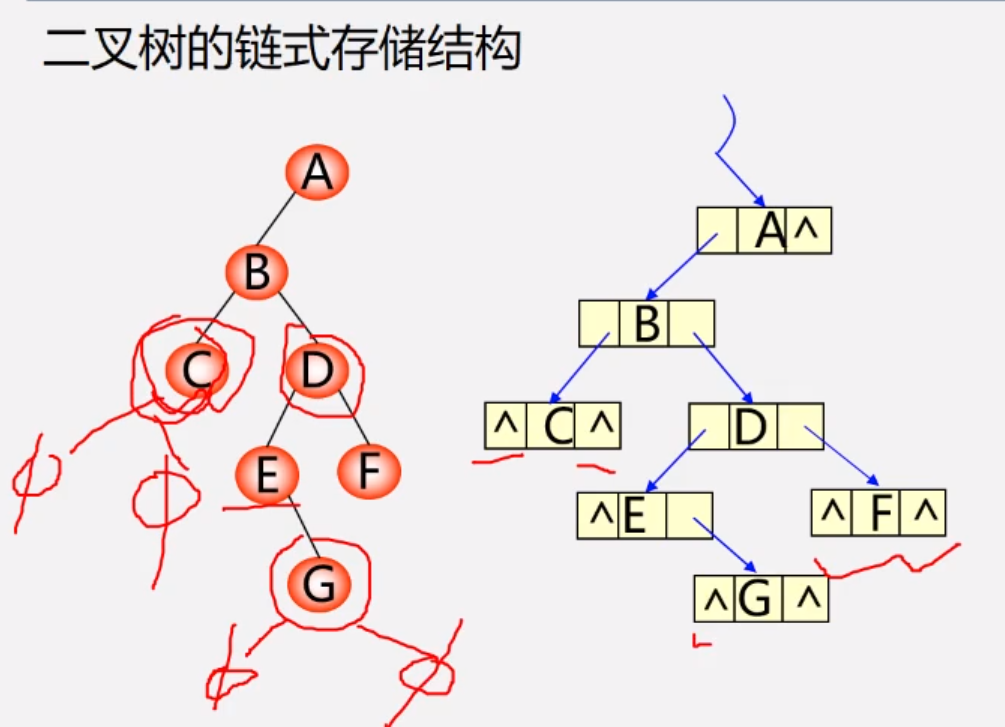 二叉树的链式存储结构
A
B
C D
E F
G
A ^
B
^ C ^ D
^ E ^ F ^
^ G ^